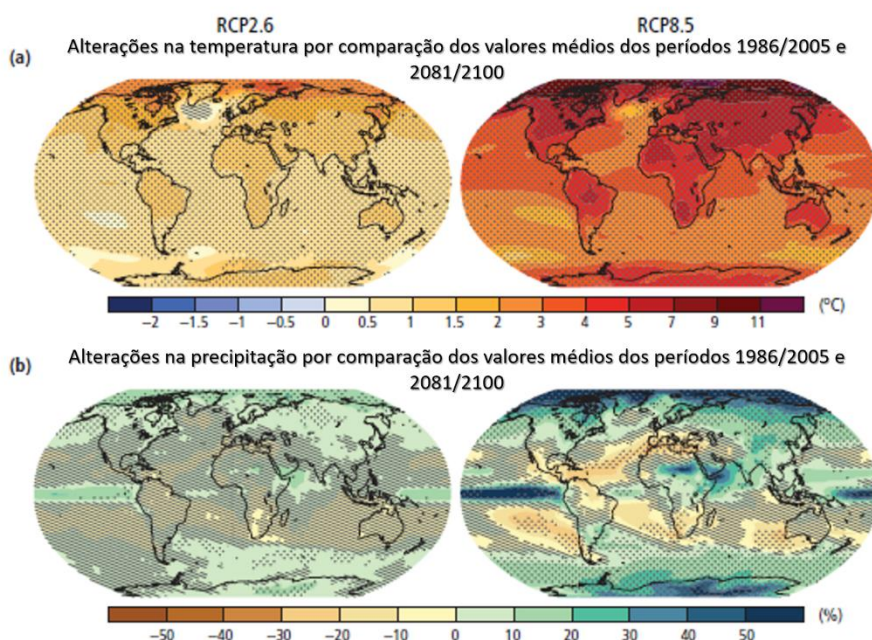 RCP2.6 RCP8.5
(a) Alterações na temperatura por comparação dos valores médios dos períodos 1986/2005 e
2081/2100
−2 −1.5 −1 −0.5 0 0.5 1 1.5 2 3 4 5 7 9 11 (ºC)
(b) Alterações na precipitação por comparação dos valores médios dos períodos 1986/2005 e
2081/2100
−50 −40 −30 −20 −10 0 10 20 30 40 50 (%)